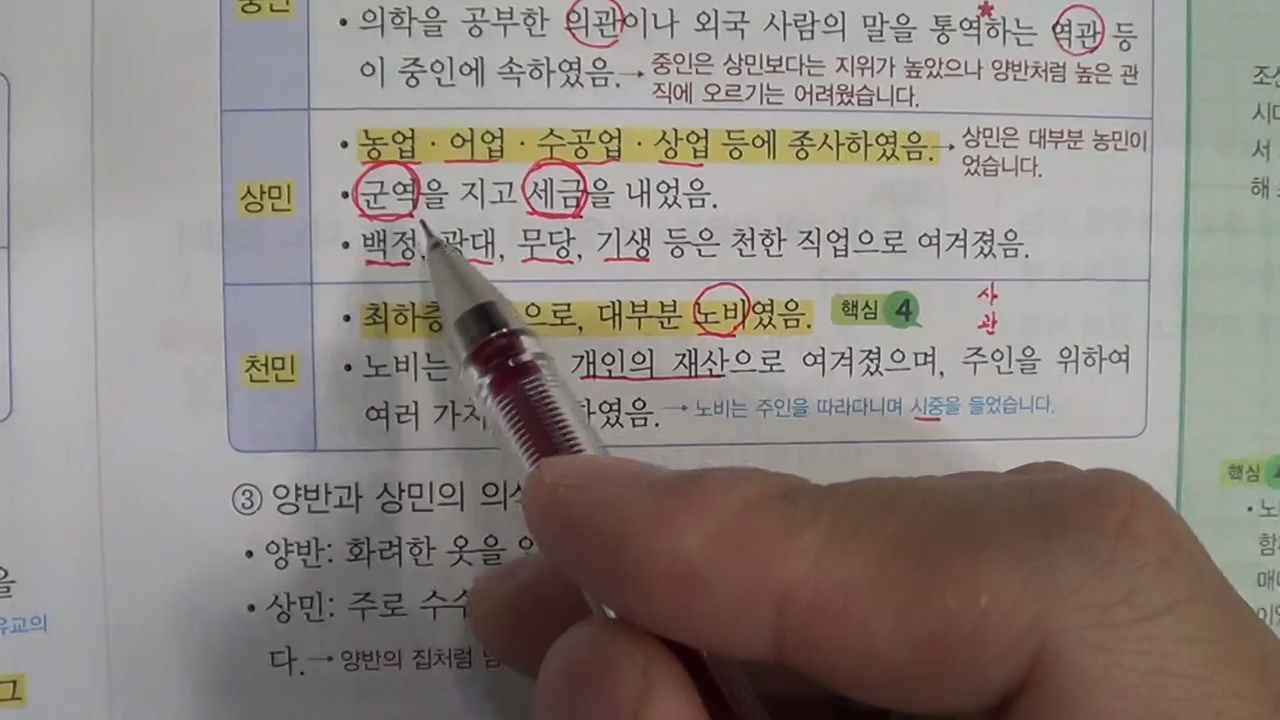 중인
• 의학을 공부한 의관이나 외국 사람의 말을 통역하는 역관 등
이 중인에 속하였음.→ 중인은 상민보다는 지위가 높았으나 양반처럼 높은 관
직에 오르기는 어려웠습니다.
• 농업 · 어업 · 수공업 · 상업 등에 종사하였음.→ 상민은 대부분 농민이
었습니다.
상민
• 군역을 지고 세금을 내었음.
• 백정, 광대, 무당, 기생 등은 천한 직업으로 여겨졌음.
• 최하층 으로, 대부분 노비였음. 핵심 4
사
관
천민
• 노비는 개인의 재산으로 여겨졌으며, 주인을 위하여
여러 가지 하였음. → 노비는 주인을 따라다니며 시중을 들었습니다.
③ 양반과 상민의
• 양반: 화려한 옷을
• 상민: 주로
다.→ 양반의 집처럼
조선
시대
서
해
핵심 4
• 노
을
유교의
그